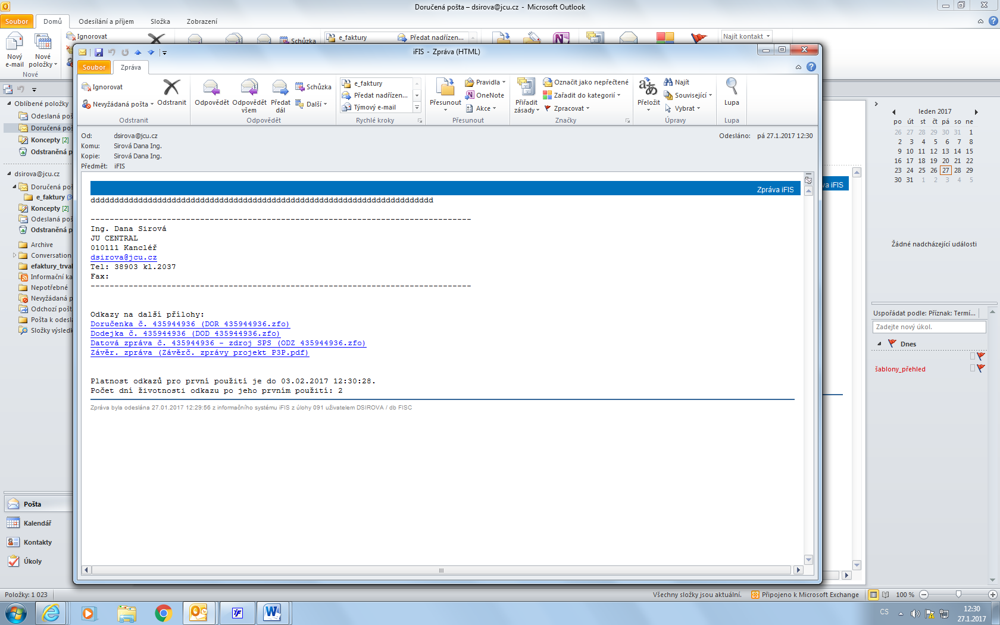 Doručená pošta – dsirova@jcu.cz - Microsoft Outlook
Soubor Domů Odesílání a příjem Složka Zobrazení
Nový e-mail
Nové položky
Ignorovat
Schůzka
e_faktury
Předat nadřízen...
Najít kontakt
Nové
iFIS - Zpráva (HTML)
Soubor Zpráva
Ignorovat
Nevyžádaná pošta
Odstranit
Odpovědět
Odpovědět všem
Předat dál
Schůzka
Další
e_faktury
Předat nadřízen...
Týmový e-mail
Přesunout
Pravidla
OneNote
Akce
Přiřadit zásady
Označit jako nepřečtené
Zařadit do kategorií
Zpracovat
Přeložit
Najít
Související
Vybrat
Lupa
Odstranit Odpovědět Rychlé kroky Přesunout Značky Úpravy Lupa
Od: dsirova@jcu.cz
Odesláno: pá 27.1.2017 12:30
Komu: Sirová Dana Ing.
Kopie: Sirová Dana Ing.
Předmět: iFIS
Zpráva iFIS
dddddddddddddddddddddddddddddddddddddddddddddddddddddddddddddddddddddddd
--------------------------------------------------------------------------------
Ing. Dana Sirová
JU CENTRAL
010111 Kancléř
dsirova@jcu.cz
Tel: 38903 kl.2037
Fax:
--------------------------------------------------------------------------------
Odkazy na další přílohy:
Doručenka č. 435944936 (DOR 435944936.zfo)
Dodejka č. 435944936 (DOD 435944936.zfo)
Datová zpráva č. 435944936 - zdroj SPS (ODZ 435944936.zfo)
Závěr. zpráva (Závěrč. zprávy projekt P3P.pdf)
Platnost odkazů pro první použití je do 03.02.2017 12:30:28.
Počet dní životnosti odkazu po jeho prvním použití: 2
Zpráva byla odeslána 27.01.2017 12:29:56 z informačního systému iFIS z úlohy 091 uživatelem DSIROVA / db FISC
Oblíbené položky
Odeslaná poš
Doručená poš
Koncepty [2]
Odstraněná p
dsirova@jcu.cz
Doručená poš
e_faktury (3
Koncepty [2]
Odeslaná poš
Odstraněná p
Archive
Conversation
efaktury_trval
Informační ka
Nepotřebné
Nevyžádaná p
Odchozí pošt
Pošta k odesl
Složky výsledk
Pošta
Kalendář
Kontakty
Úkoly
va iFIS
leden 2017
po út st čt pá so ne
26 27 28 29 30 31 1
2 3 4 5 6 7 8
9 10 11 12 13 14 15
16 17 18 19 20 21 22
23 24 25 26 27 28 29
30 31 1 2 3 4 5
Žádné nadcházející události
Uspořádat podle: Příznak: Termí...
Zadejte nový úkol.
Dnes
šablony_přehled
Položky: 1 023
Všechny složky jsou aktuální.
Připojeno k Microsoft Exchange
100 %
CS
12:30
27.1.2017